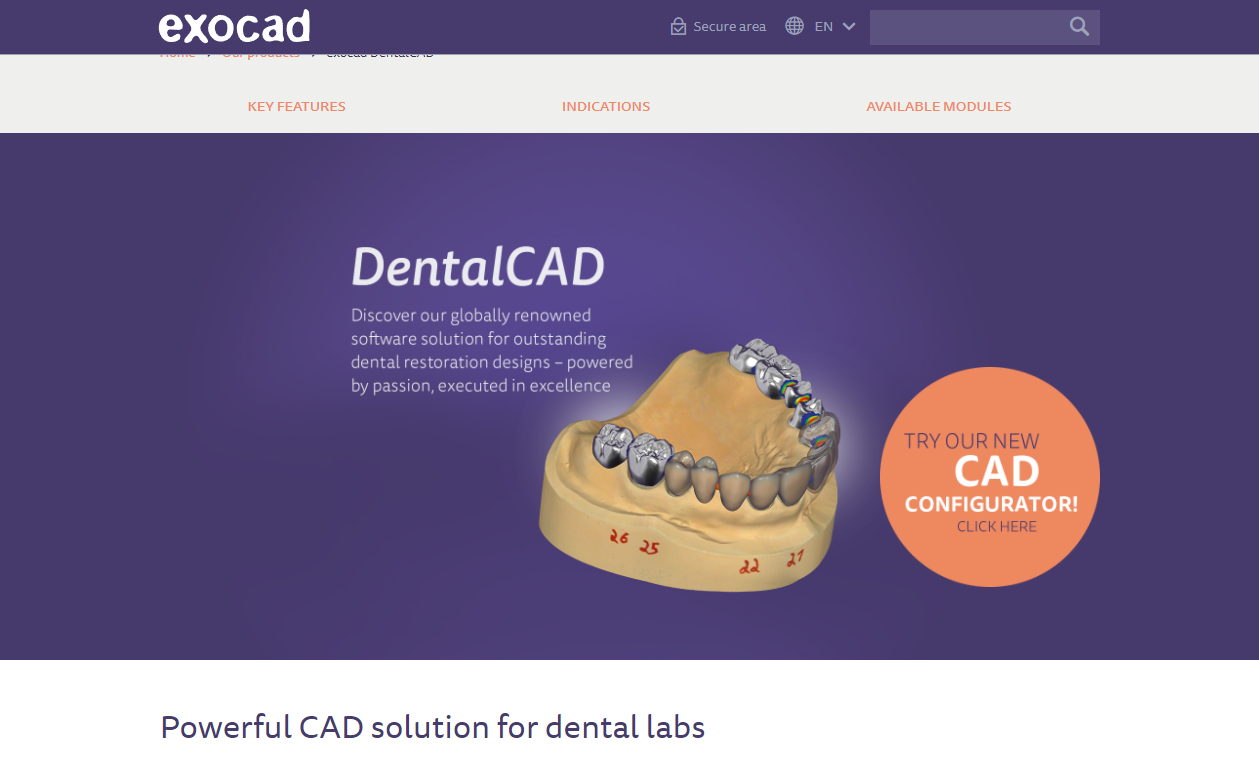 exocad
Secure area
EN
Home > Our products > exocad DentalCAD
KEY FEATURES
INDICATIONS
AVAILABLE MODULES
DentalCAD
Discover our globally renowned
software solution for outstanding
dental restoration designs – powered
by passion, executed in excellence
TRY OUR NEW
CAD
CONFIGURATOR!
CLICK HERE
26 25
22 21
Powerful CAD solution for dental labs